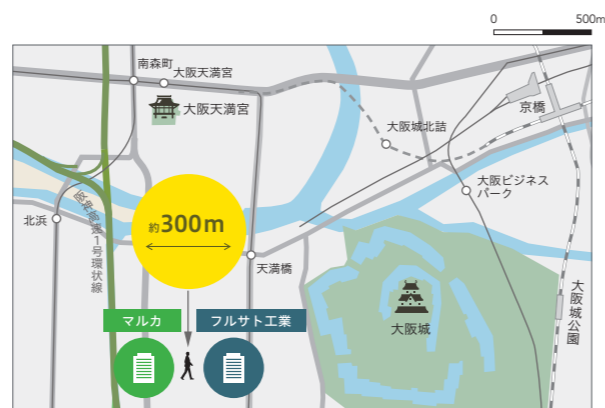 0 500m
南森町
大阪天満宮
大阪天満宮
京橋
大阪城北詰
大阪ビジネス
パーク
北浜
阪神高速1号環状線
約300m
天満橋
大阪城公園
マルカ
フルサト工業
大阪城